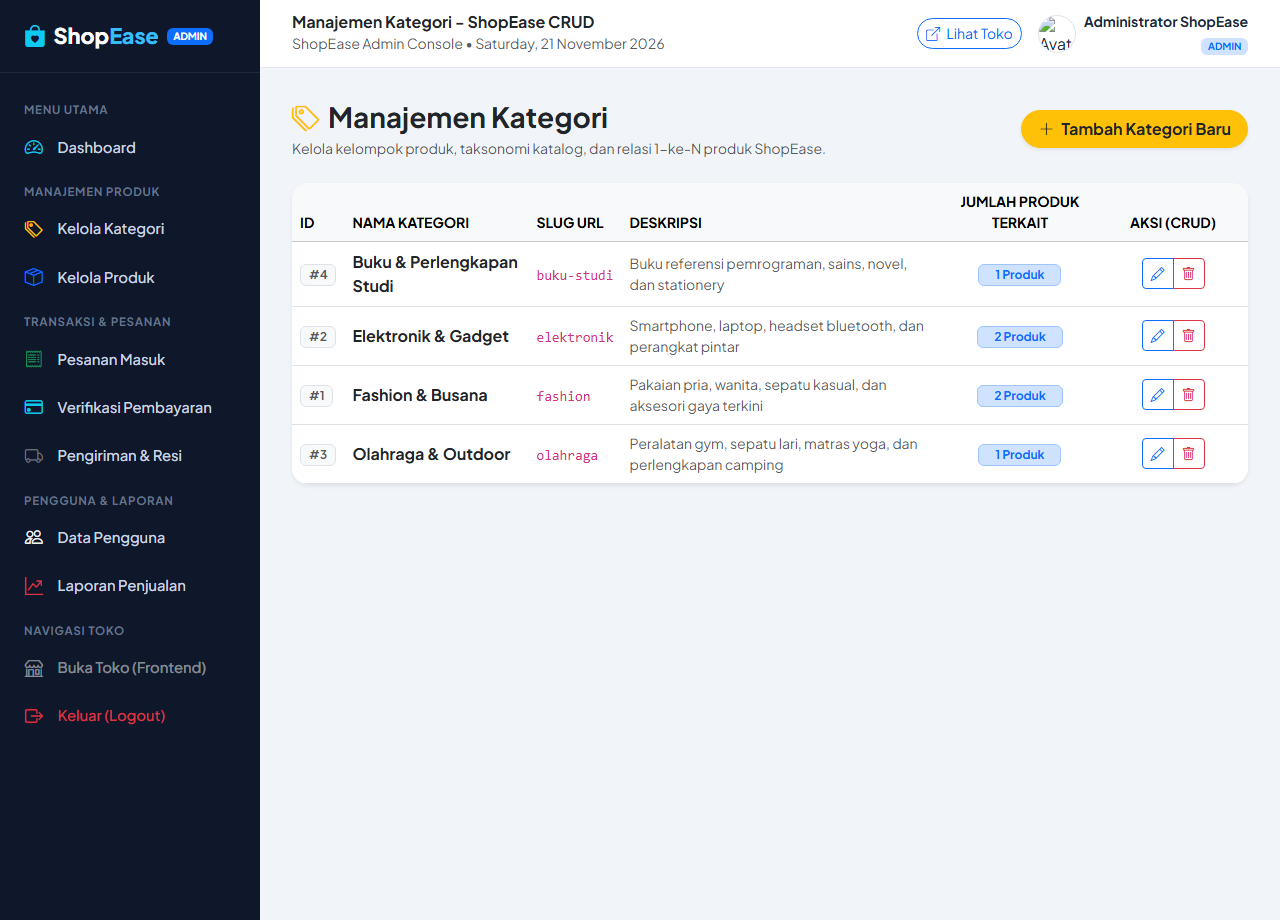 ShopEase ADMIN
MENU UTAMA
Dashboard
MANAJEMEN PRODUK
Kelola Kategori
Kelola Produk
TRANSAKSI & PESANAN
Pesanan Masuk
Verifikasi Pembayaran
Pengiriman & Resi
PENGGUNA & LAPORAN
Data Pengguna
Laporan Penjualan
NAVIGASI TOKO
Buka Toko (Frontend)
Keluar (Logout)
Manajemen Kategori - ShopEase CRUD
ShopEase Admin Console • Saturday, 21 November 2026
Lihat Toko
Avat
Administrator ShopEase
ADMIN
Manajemen Kategori
Kelola kelompok produk, taksonomi katalog, dan relasi 1-ke-N produk ShopEase.
+ Tambah Kategori Baru
ID NAMA KATEGORI SLUG URL DESKRIPSI JUMLAH PRODUK
TERKAIT AKSI (CRUD)
#4 Buku & Perlengkapan
Studi buku-studi Buku referensi pemrograman, sains, novel,
dan stationery 1 Produk
#2 Elektronik & Gadget elektronik Smartphone, laptop, headset bluetooth, dan
perangkat pintar 2 Produk
#1 Fashion & Busana fashion Pakaian pria, wanita, sepatu kasual, dan
aksesori gaya terkini 2 Produk
#3 Olahraga & Outdoor olahraga Peralatan gym, sepatu lari, matras yoga, dan
perlengkapan camping 1 Produk